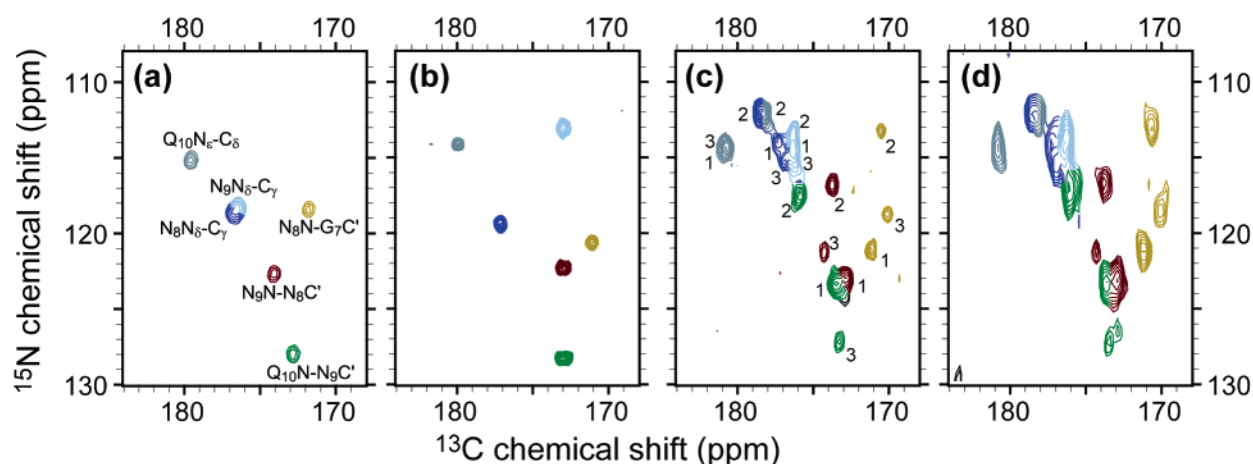 180 170 180 170 180 170 180 170
(a) (b) (c) (d)
110 110
Q10Nε-Cδ
N9Nδ-Cγ
N8Nδ-Cγ N8N-G7C'
N9N-N8C'
Q10N-N9C'
2 2 2 2
3 1 1 1
1 3 3
2 2 3
3 1
1 1
3
120 120
130 130
180 170 180 170 180 170 180 170
15N chemical shift (ppm)
13C chemical shift (ppm)